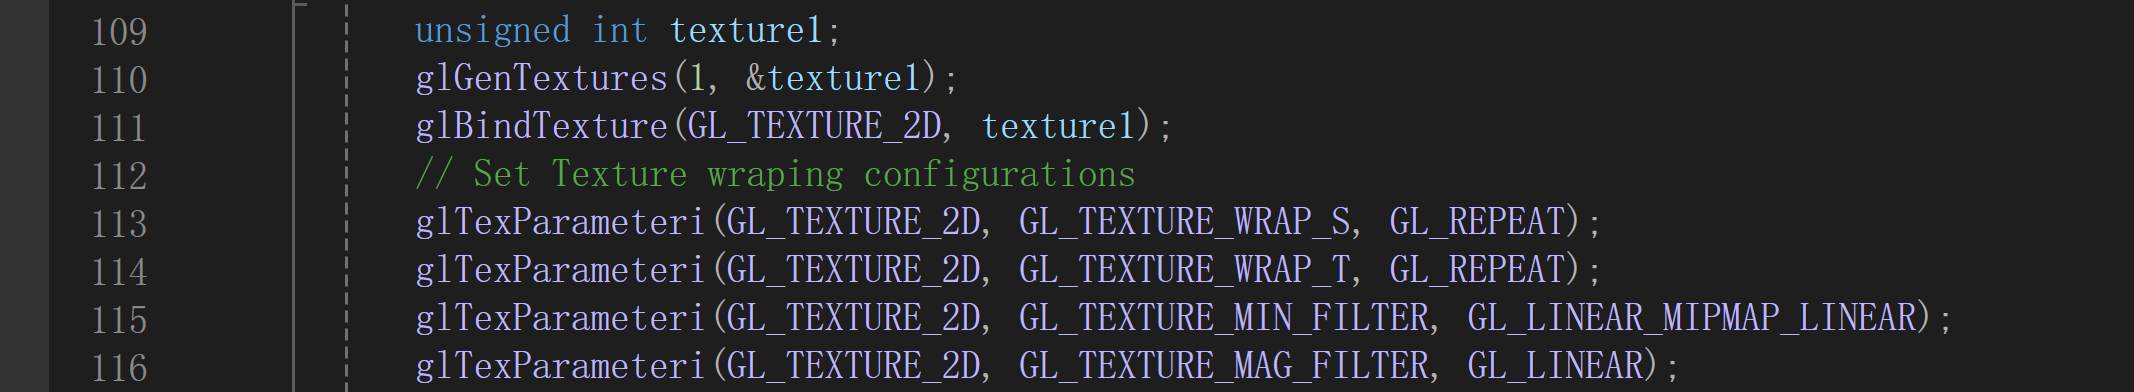 109 unsigned int texture1;
110 glGenTextures(1, &texture1);
111 glBindTexture(GL_TEXTURE_2D, texture1);
112 // Set Texture wraping configurations
113 glTexParameteri(GL_TEXTURE_2D, GL_TEXTURE_WRAP_S, GL_REPEAT);
114 glTexParameteri(GL_TEXTURE_2D, GL_TEXTURE_WRAP_T, GL_REPEAT);
115 glTexParameteri(GL_TEXTURE_2D, GL_TEXTURE_MIN_FILTER, GL_LINEAR_MIPMAP_LINEAR);
116 glTexParameteri(GL_TEXTURE_2D, GL_TEXTURE_MAG_FILTER, GL_LINEAR);